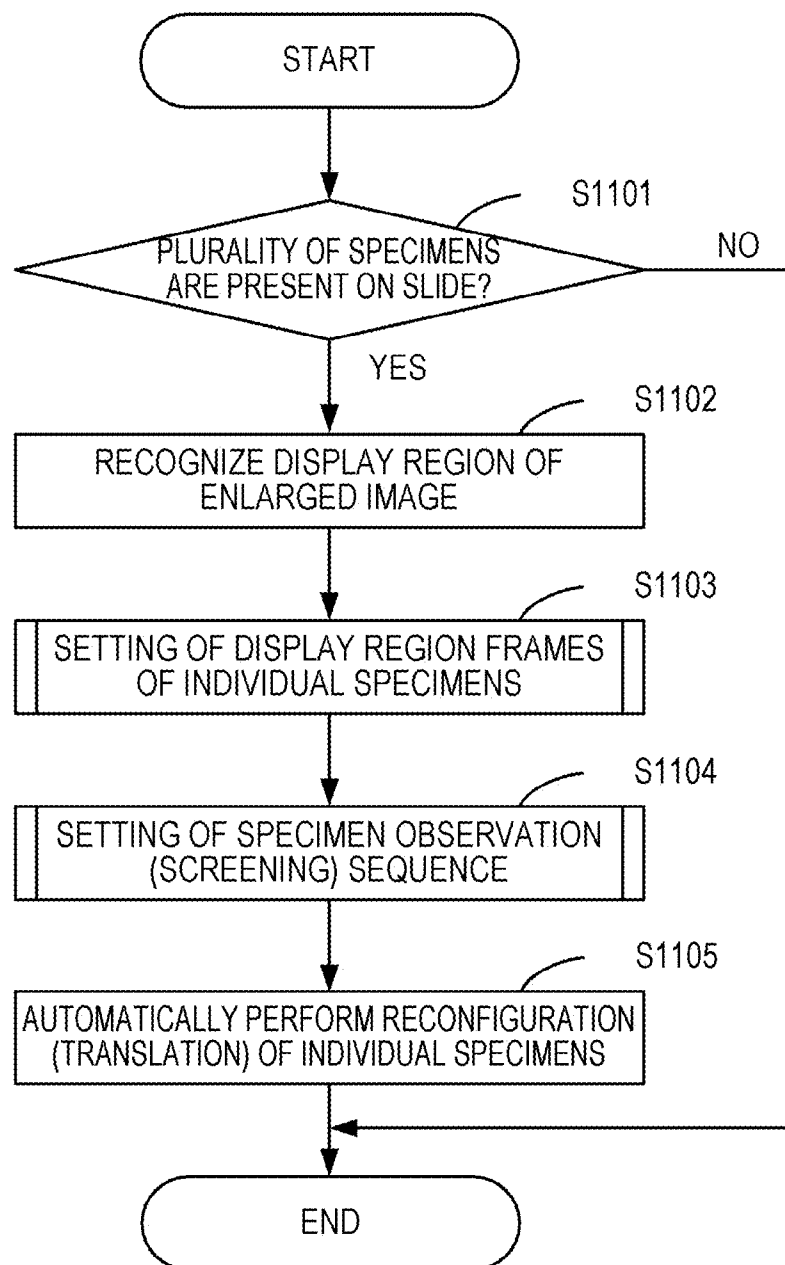 START
S1101
PLURALITY OF SPECIMENS
ARE PRESENT ON SLIDE?
NO
YES
S1102
RECOGNIZE DISPLAY REGION OF
ENLARGED IMAGE
S1103
SETTING OF DISPLAY REGION FRAMES
OF INDIVIDUAL SPECIMENS
S1104
SETTING OF SPECIMEN OBSERVATION
(SCREENING) SEQUENCE
S1105
AUTOMATICALLY PERFORM RECONFIGURATION
(TRANSLATION) OF INDIVIDUAL SPECIMENS
END